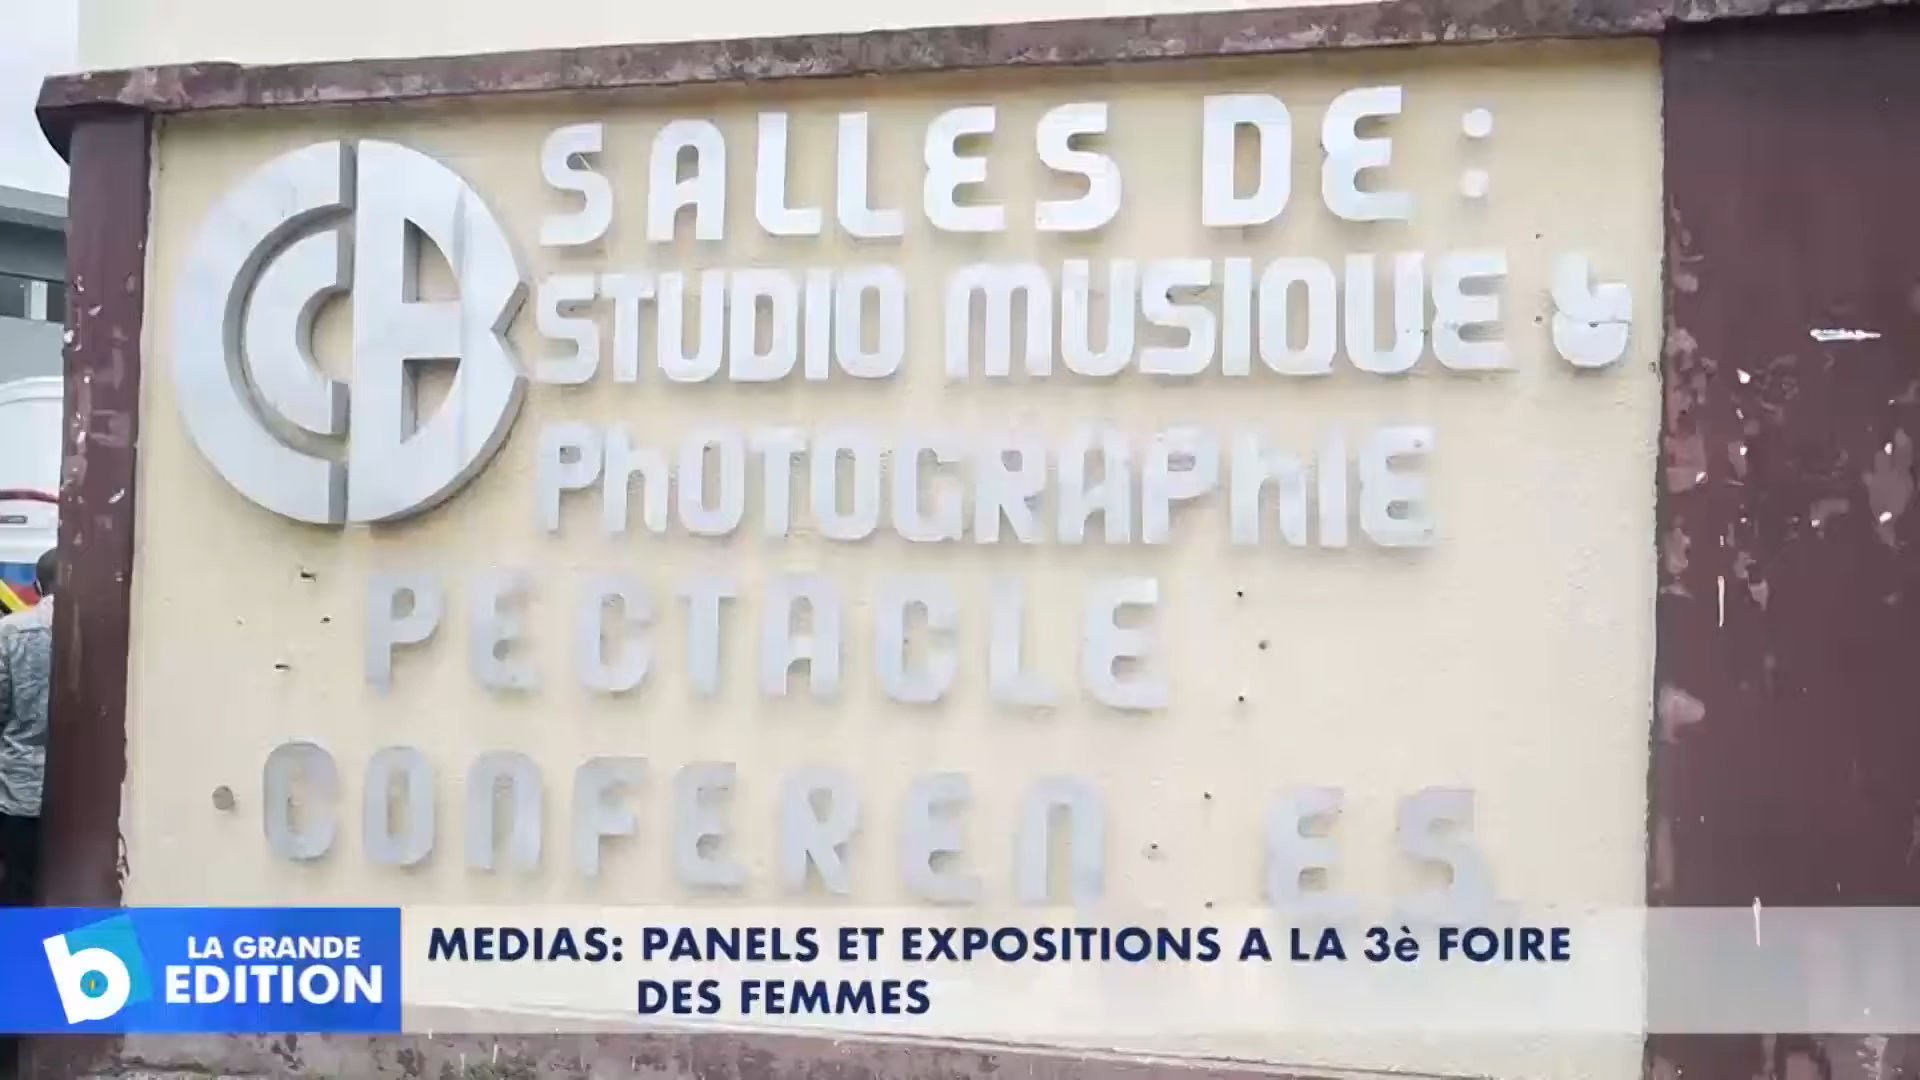 CCB
SALLES DE :
STUDIO MUSIQUE &
PhOTOGRAPhIE
PECTACLE
CONFEREN ES
b LA GRANDE
EDITION
MEDIAS: PANELS ET EXPOSITIONS A LA 3è FOIRE
DES FEMMES